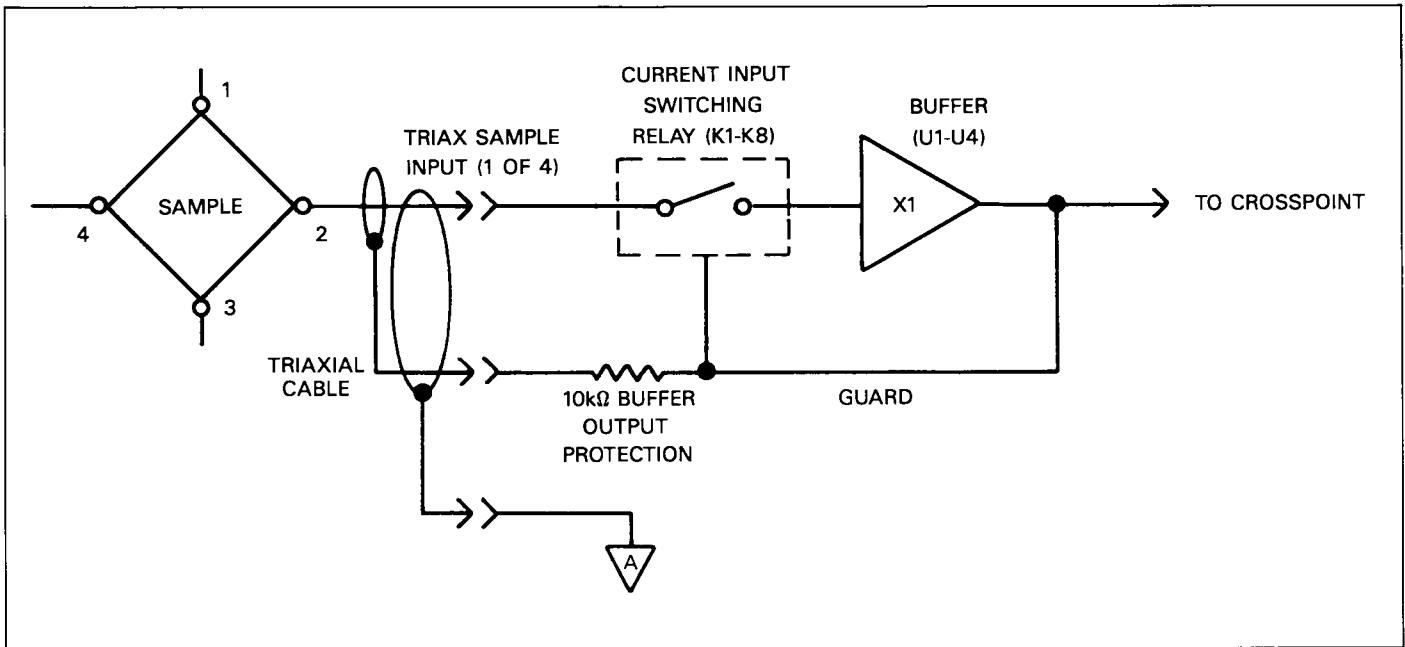 1
CURRENT INPUT
SWITCHING
RELAY (K1-K8)
BUFFER
(U1-U4)
TRIAX SAMPLE
INPUT (1 OF 4)
SAMPLE
X1
TO CROSSPOINT
4
2
3
TRIAXIAL
CABLE
10kΩ BUFFER
OUTPUT
PROTECTION
GUARD
A